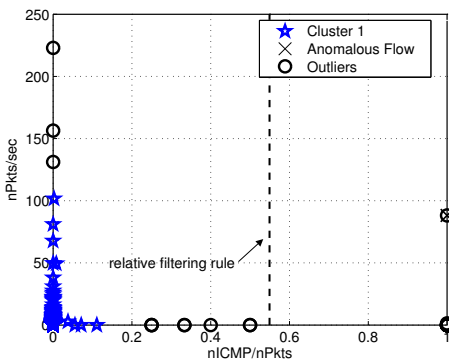 250
200
150
100
50
0
nPkts/sec
Cluster 1
Anomalous Flow
Outliers
relative filtering rule
0 0.2 0.4 0.6 0.8 1
nICMP/nPkts